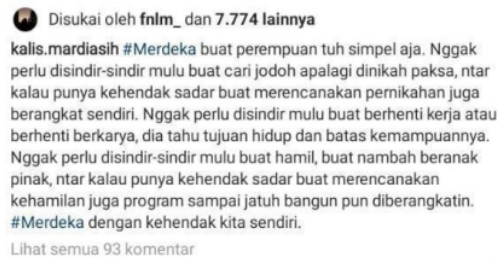 Disukai oleh fnlm_ dan 7.774 lainnya
kalis.mardiasih #Merdeka buat perempuan tuh simpel aja. Nggak
perlu disindir-sindir mulu buat cari jodoh apalagi dinikah paksa, ntar
kalau punya kehendak sadar buat merencanakan pernikahan juga
berangkat sendiri. Nggak perlu disindir mulu buat berhenti kerja atau
berhenti berkarya, dia tahu tujuan hidup dan batas kemampuannya.
Nggak perlu disindir-sindir mulu buat hamil, buat nambah beranak
pinak, ntar kalau punya kehendak sadar buat merencanakan
kehamilan juga program sampai jatuh bangun pun diberangkatin.
#Merdeka dengan kehendak kita sendiri.
Lihat semua 93 komentar